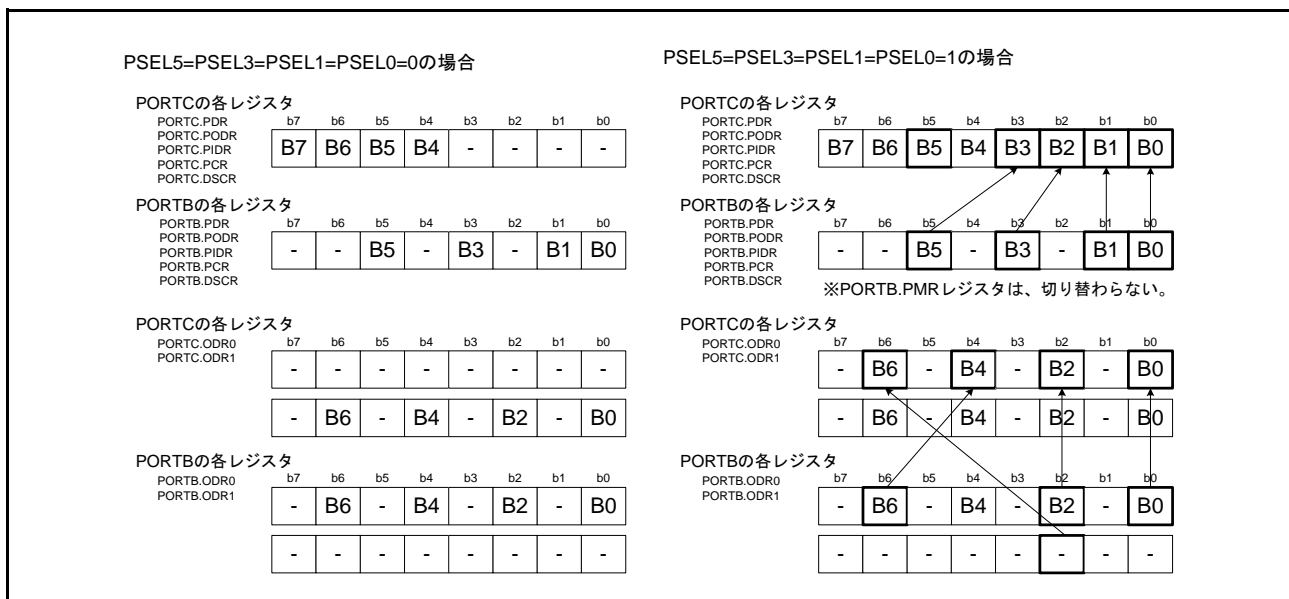 PSEL5=PSEL3=PSEL1=PSEL0=0の場合
PORTCの各レジスタ
PORTC.PDR
PORTC.PODR
PORTC.PIDR
PORTC.PCR
PORTC.DSCR
b7 b6 b5 b4 b3 b2 b1 b0
B7 B6 B5 B4 - - - -
PORTBの各レジスタ
PORTB.PDR
PORTB.PODR
PORTB.PIDR
PORTB.PCR
PORTB.DSCR
b7 b6 b5 b4 b3 b2 b1 b0
- - B5 - B3 - B1 B0
PORTCの各レジスタ
PORTC.ODR0
PORTC.ODR1
b7 b6 b5 b4 b3 b2 b1 b0
- - - - - - - -
- B6 - B4 - B2 - B0
PORTBの各レジスタ
PORTB.ODR0
PORTB.ODR1
b7 b6 b5 b4 b3 b2 b1 b0
- B6 - B4 - B2 - B0
- - - - - - - -
PSEL5=PSEL3=PSEL1=PSEL0=1の場合
PORTCの各レジスタ
PORTC.PDR
PORTC.PODR
PORTC.PIDR
PORTC.PCR
PORTC.DSCR
b7 b6 b5 b4 b3 b2 b1 b0
B7 B6 B5 B4 B3 B2 B1 B0
PORTBの各レジスタ
PORTB.PDR
PORTB.PODR
PORTB.PIDR
PORTB.PCR
PORTB.DSCR
b7 b6 b5 b4 b3 b2 b1 b0
- - B5 - B3 - B1 B0
※PORTB.PMRレジスタは、切り替わらない。
PORTCの各レジスタ
PORTC.ODR0
PORTC.ODR1
b7 b6 b5 b4 b3 b2 b1 b0
- B6 - B4 - B2 - B0
- B6 - B4 - B2 - B0
PORTBの各レジスタ
PORTB.ODR0
PORTB.ODR1
b7 b6 b5 b4 b3 b2 b1 b0
- B6 - B4 - B2 - B0
- - - - - - - -